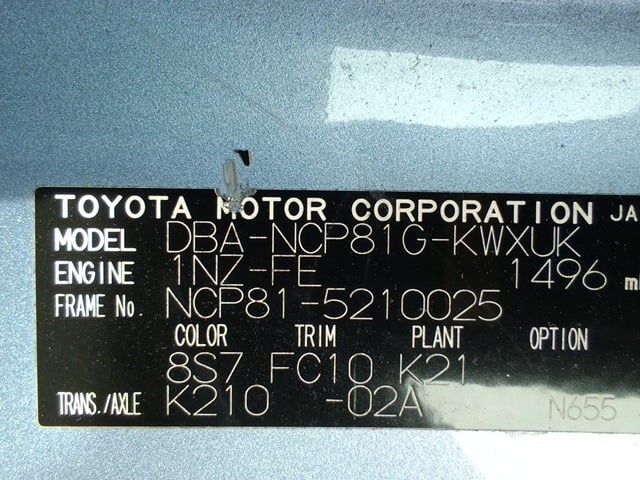 TOYOTA MOTOR CORPORATION JA
MODEL DBA-NCP81G-KWXUK
ENGINE 1NZ-FE 1496 m
FRAME No. NCP81-5210025
COLOR TRIM PLANT OPTION
8S7 FC10 K21
TRANS./AXLE K210 -02A N655